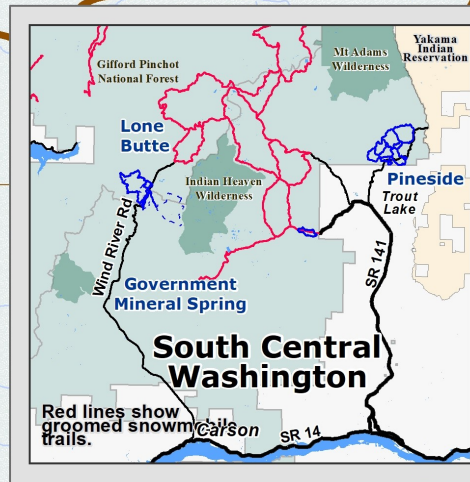 Gifford Pinchot
National Forest
Mt Adams
Wilderness
Yakama
Indian
Reservation
Lone
Butte
Indian Heaven
Wilderness
Pineside
Trout
Lake
Wind River Rd
SR 141
Government
Mineral Spring
South Central
Washington
Red lines show
groomed snowmobile
trails.
Carson
SR 14